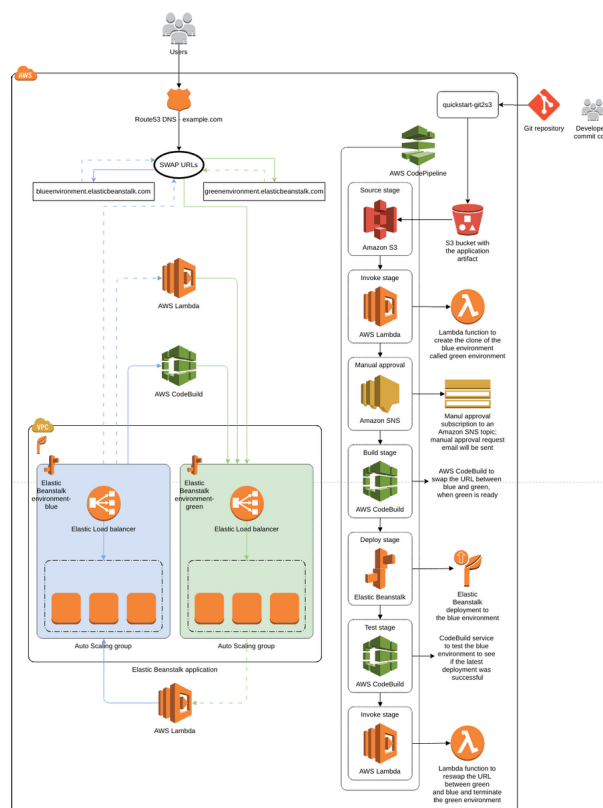 Users
AWS
Route53 DNS - example.com
SWAP URLs
blueenvironment.elasticbeanstalk.com
greenenvironment.elasticbeanstalk.com
AWS Lambda
AWS CodeBuild
VPC
Elastic
Beanstalk
environment-
blue
Elastic Load balancer
Auto Scaling group
Elastic
Beanstalk
environment-
green
Elastic Load balancer
Auto Scaling group
Elastic Beanstalk application
AWS Lambda
quickstart-git2s3
Git repository
AWS CodePipeline
Source stage
Amazon S3
S3 bucket with
the application
artifact
Invoke stage
AWS Lambda
Lambda function to
create the clone of the
blue environment
called green environment
Manual approval
Amazon SNS
Manul approval
subscription to an
Amazon SNS topic;
manual approval request
email will be sent
Build stage
AWS CodeBuild
AWS CodeBuild to
swap the URL between
blue and green,
when green is ready
Deploy stage
Elastic Beanstalk
Elastic
Beanstalk
deployment to
the blue environment
Test stage
AWS CodeBuild
CodeBuild service
to test the blue
environment to see
if the latest
deployment was
successful
Invoke stage
AWS Lambda
Lambda function to
reswap the URL
between green
and blue and terminate
the green environment
commit